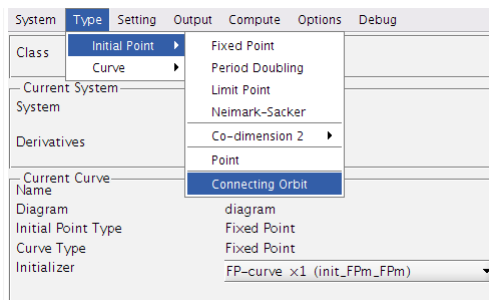 System Type Setting Output Compute Options Debug
Class
Initial Point
Curve
Fixed Point
Period Doubling
Limit Point
Neimark-Sacker
Co-dimension 2
Point
Connecting Orbit
Current System
System
Derivatives
Current Curve
Name
Diagram diagram
Initial Point Type Fixed Point
Curve Type Fixed Point
Initializer FP-curve x1 (init_FPm_FPm)